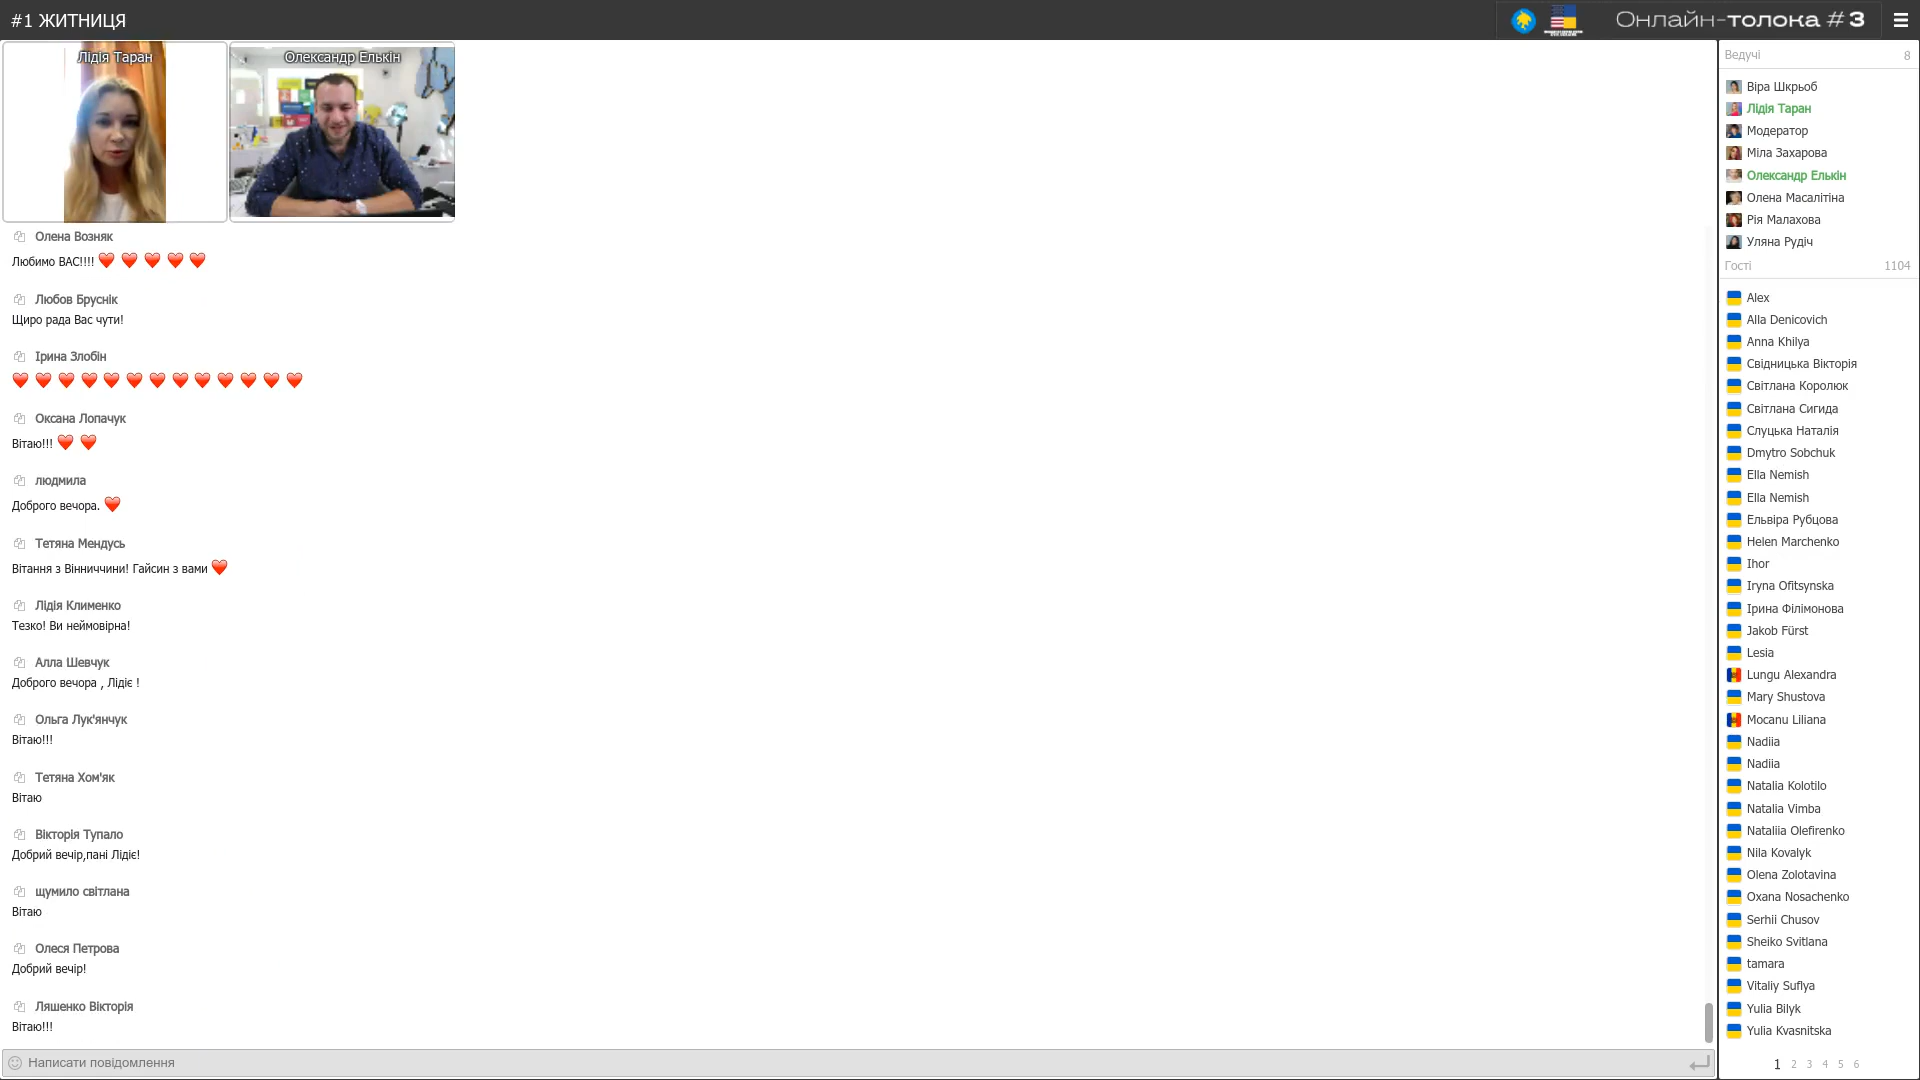 #1 ЖИТНИЦЯ
Онлайн-толока #3
Лідія Таран
Олександр Елькін
Олена Возняк
Любимо ВАС!!!!
Любов Бруснік
Щиро рада Вас чути!
Ірина Злобін
Оксана Лопачук
Вітаю!!!
людмила
Доброго вечора.
Тетяна Мендусь
Вітання з Вінниччини! Гайсин з вами
Лідія Клименко
Тезко! Ви неймовірна!
Алла Шевчук
Доброго вечора , Лідіє !
Ольга Лук'янчук
Вітаю!!!
Тетяна Хом'як
Вітаю
Вікторія Тупало
Добрий вечір,пані Лідіє!
щумило світлана
Вітаю
Олеся Петрова
Добрий вечір!
Ляшенко Вікторія
Вітаю!!!
Написати повідомлення
Ведучі 8
Віра Шкрьоб
Лідія Таран
Модератор
Міла Захарова
Олександр Елькін
Олена Масалітіна
Рія Малахова
Уляна Рудіч
Гості 1104
Alex
Alla Denicovich
Anna Khilya
Свідницька Вікторія
Світлана Королюк
Світлана Сигида
Слуцька Наталія
Dmytro Sobchuk
Ella Nemish
Ella Nemish
Ельвіра Рубцова
Helen Marchenko
Ihor
Iryna Ofitsynska
Ірина Філімонова
Jakob Fürst
Lesia
Lungu Alexandra
Mary Shustova
Mocanu Liliana
Nadiia
Nadiia
Natalia Kolotilo
Natalia Vimba
Nataliia Olefirenko
Nila Kovalyk
Olena Zolotavina
Oxana Nosachenko
Serhii Chusov
Sheiko Svitlana
tamara
Vitaliy Suflya
Yulia Bilyk
Yulia Kvasnitska
1 2 3 4 5 6